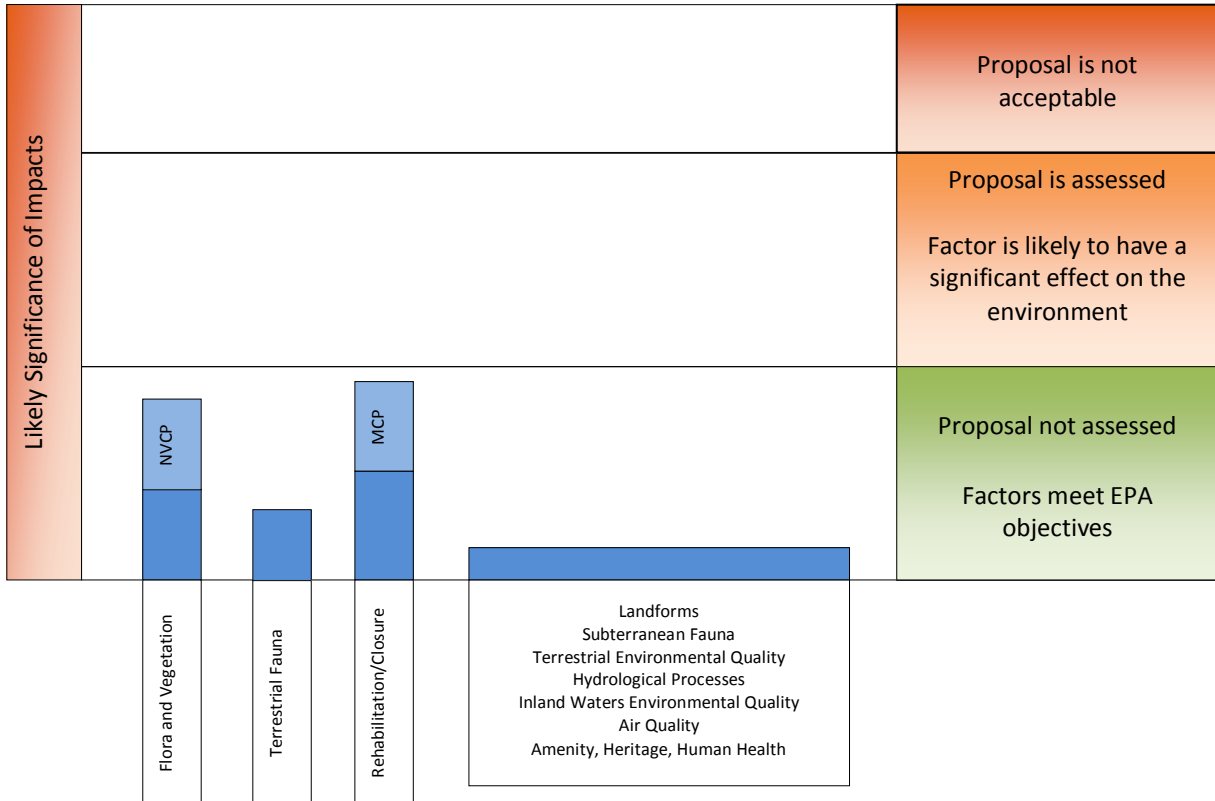 Likely Significance of Impacts
Proposal is not
acceptable
Proposal is assessed
Factor is likely to have a
significant effect on the
environment
Proposal not assessed
Factors meet EPA
objectives
NVCP
MCP
Flora and Vegetation
Terrestrial Fauna
Rehabilitation/Closure
Landforms
Subterranean Fauna
Terrestrial Environmental Quality
Hydrological Processes
Inland Waters Environmental Quality
Air Quality
Amenity, Heritage, Human Health